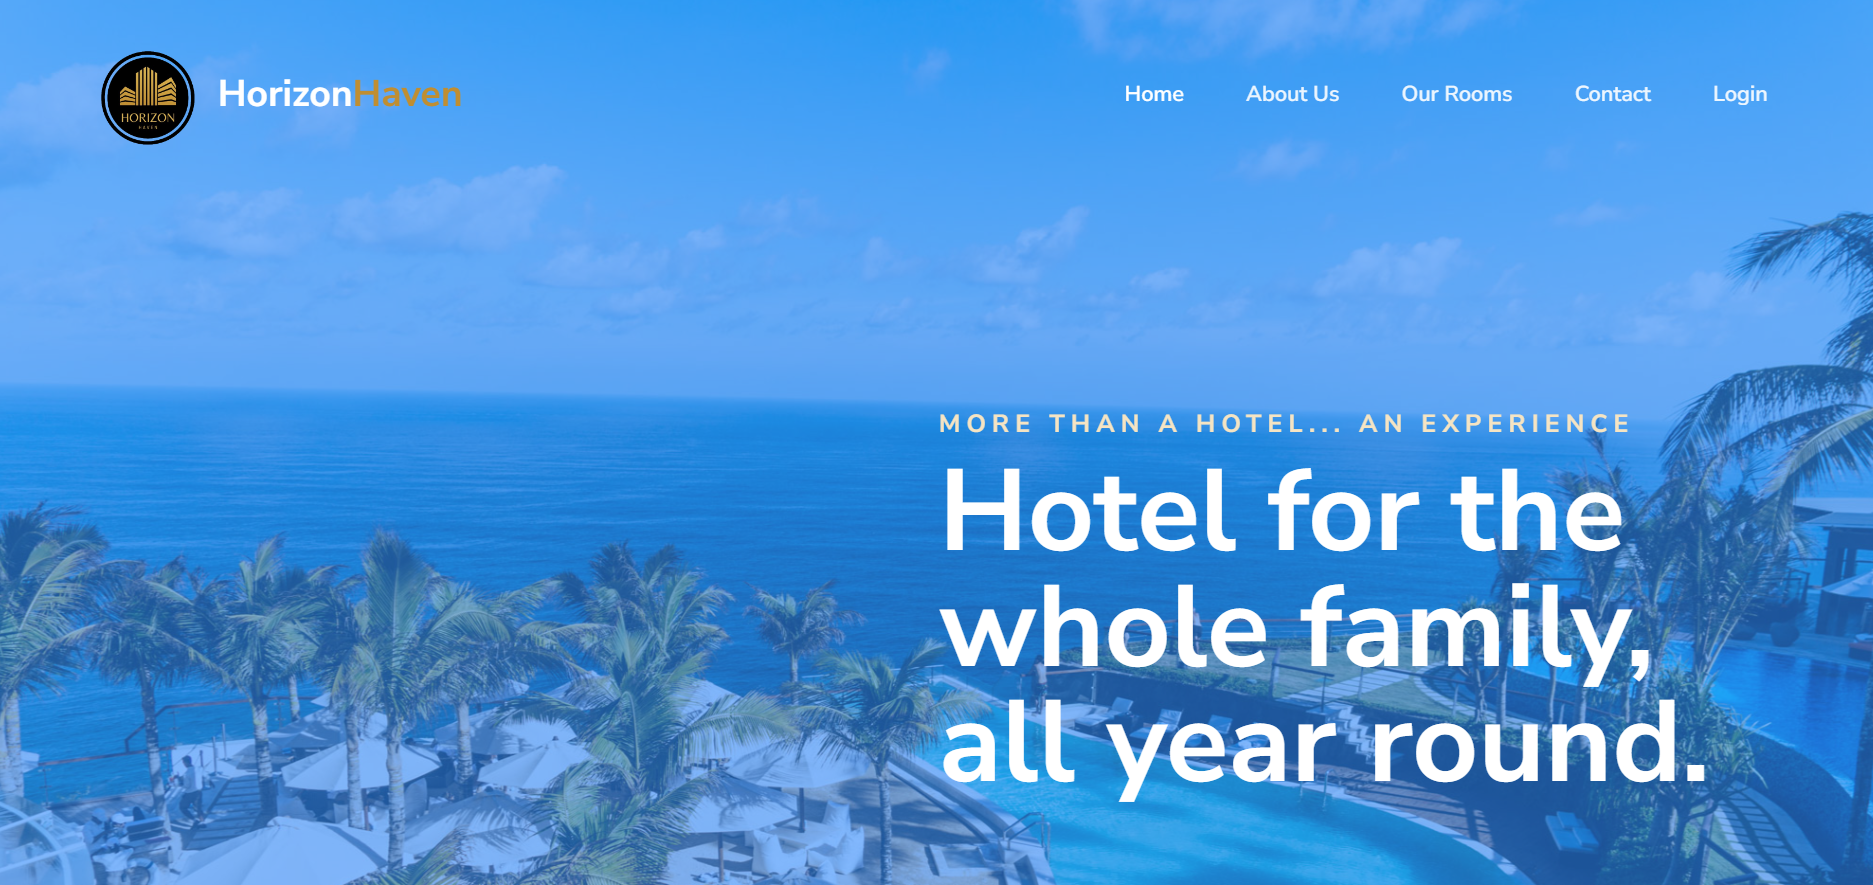 HORIZON
HAVEN
HorizonHaven
Home
About Us
Our Rooms
Contact
Login
MORE THAN A HOTEL... AN EXPERIENCE
Hotel for the
whole family,
all year round.